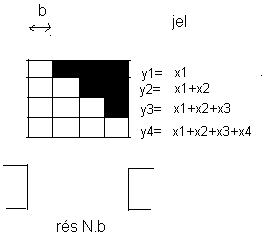 b
jel
y1= x1
y2= x1+x2
y3= x1+x2+x3
y4= x1+x2+x3+x4
rés N.b